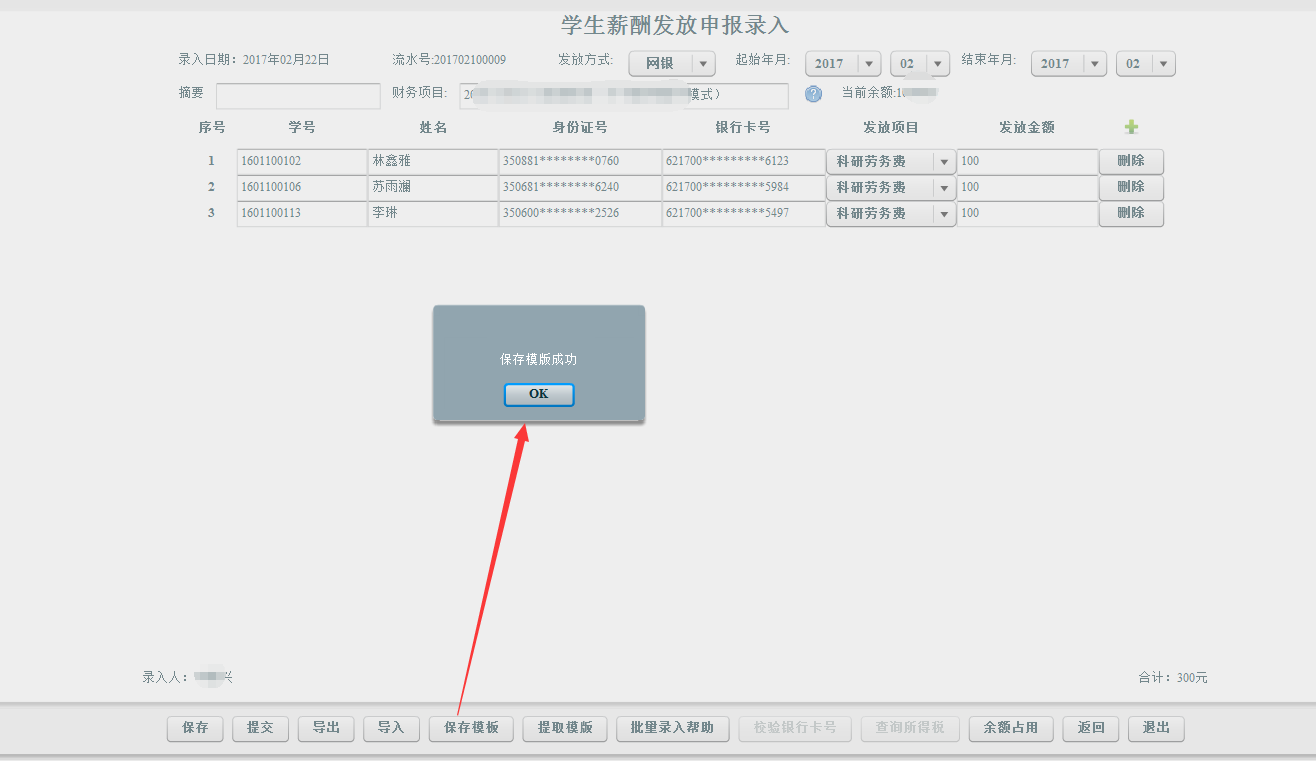 学生薪酬发放申报录入
录入日期：2017年02月22日 流水号:201702100009 发放方式: 网银 起始年月: 2017 02 结束年月: 2017 02
摘要 财务项目: 20 模式） 当前余额:1
序号 学号 姓名 身份证号 银行卡号 发放项目 发放金额
1 1601100102 林鑫雅 350881********0760 621700*********6123 科研劳务费 100 删除
2 1601100106 苏雨澜 350681********6240 621700*********5984 科研劳务费 100 删除
3 1601100113 李琳 350600********2526 621700*********5497 科研劳务费 100 删除
保存模版成功
OK
录入人： 兴 合计：300元
保存 提交 导出 导入 保存模板 提取模版 批量录入帮助 校验银行卡号 查询所得税 余额占用 返回 退出